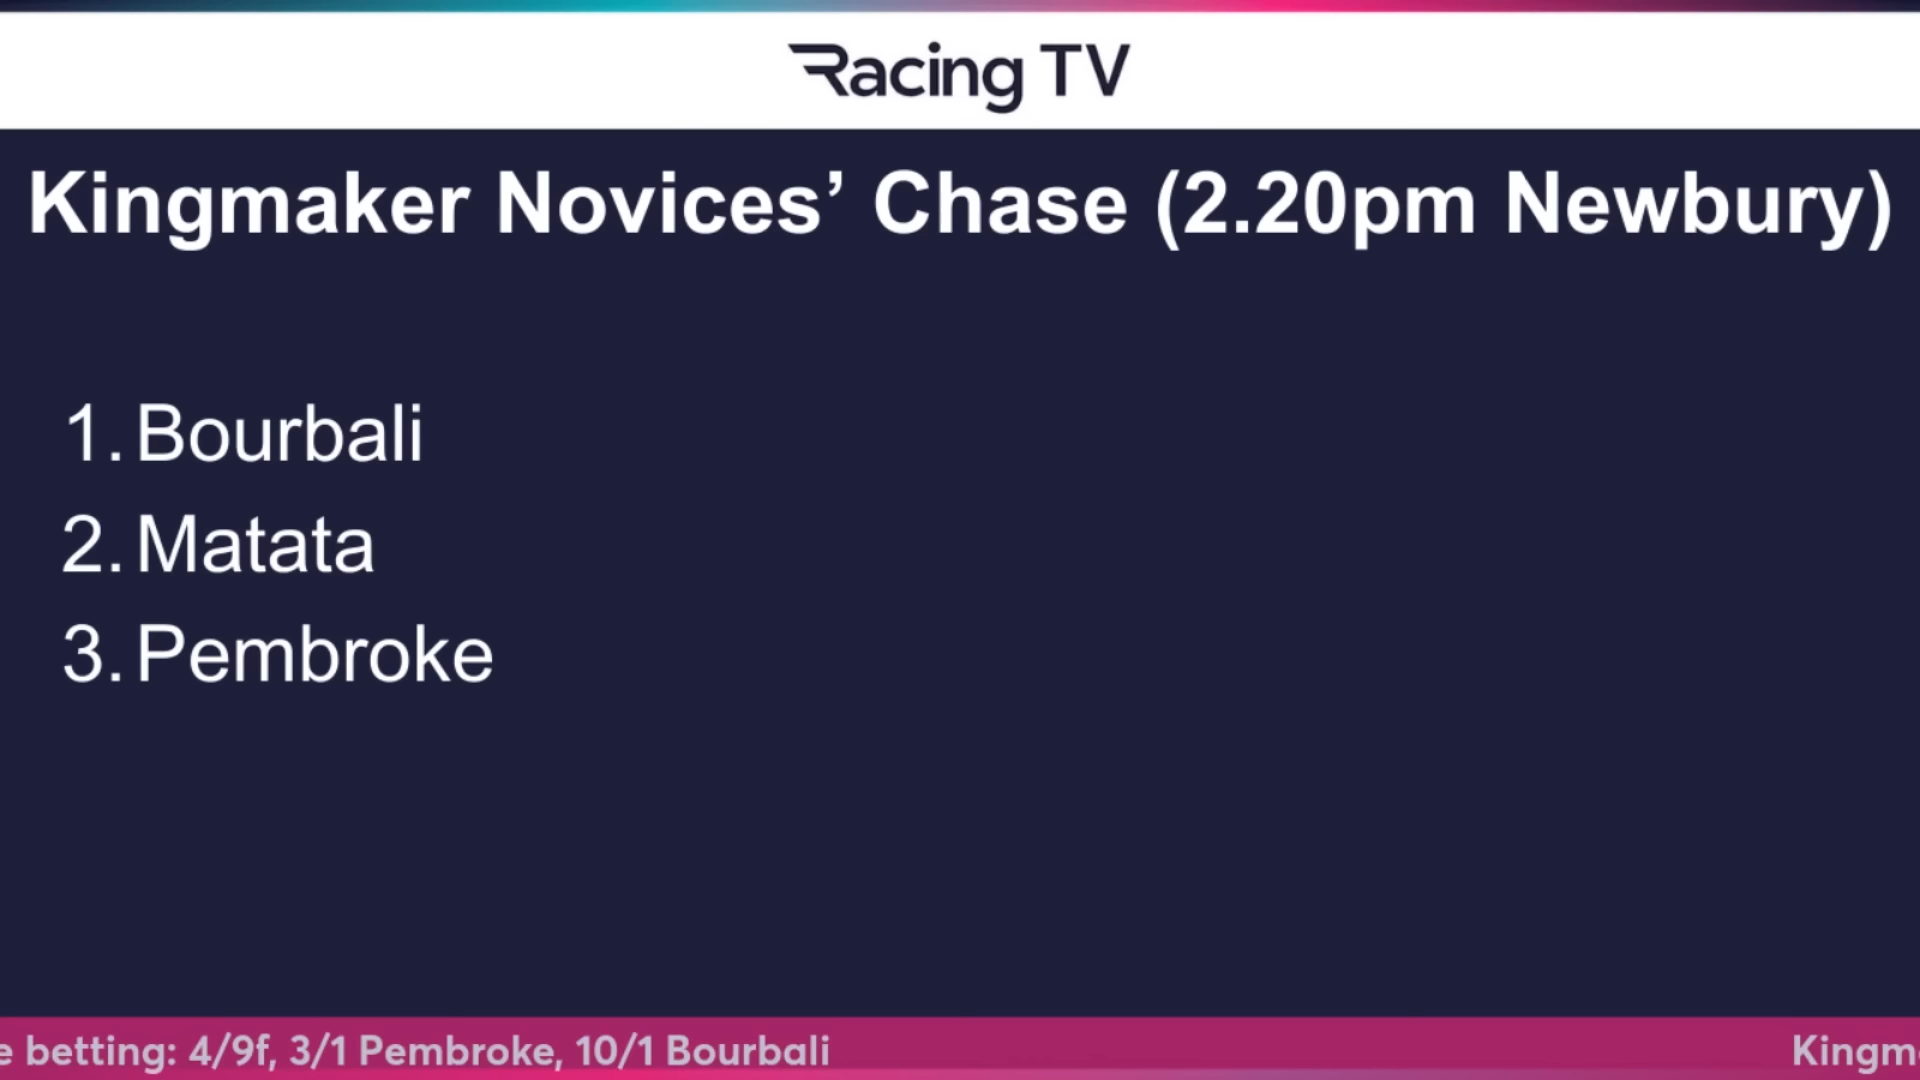 Racing TV
Kingmaker Novices’ Chase (2.20pm Newbury)
1. Bourbali
2. Matata
3. Pembroke
e betting: 4/9f, 3/1 Pembroke, 10/1 Bourbali
Kingm